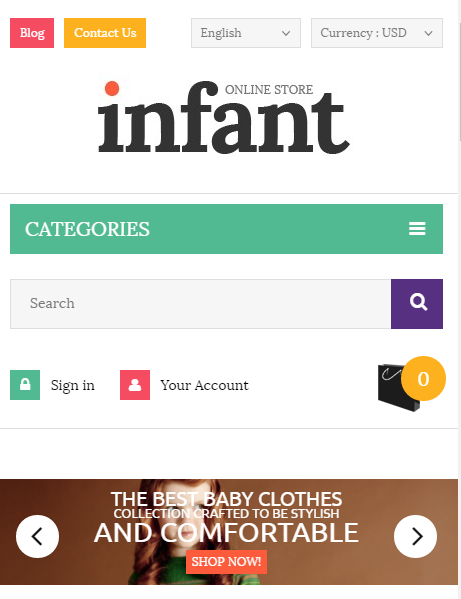 Blog Contact Us English Currency : USD
ONLINE STORE
infant
CATEGORIES
Search
Sign in Your Account 0
THE BEST BABY CLOTHES
COLLECTION CRAFTED TO BE STYLISH
AND COMFORTABLE
SHOP NOW!